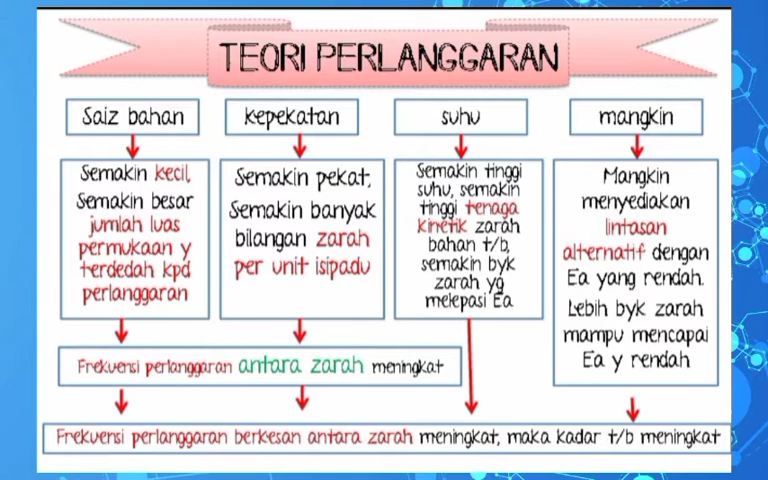 TEORI PERLANGGARAN
Saiz bahan
kepekatan
suhu
mangkin
Semakin kecil,
Semakin besar
jumlah luas
permukaan y
terdedah kpd
perlanggaran
Semakin pekat,
Semakin banyak
bilangan zarah
per unit isipadu
Semakin tinggi
suhu, semakin
tinggi tenaga
kinetik zarah
bahan t/b,
semakin byk
zarah yg
melepasi Ea
Mangkin
menyediakan
lintasan
alternatif dengan
Ea yang rendah.
Lebih byk zarah
mampu mencapai
Ea y rendah
Frekuensi perlanggaran antara zarah meningkat
Frekuensi perlanggaran berkesan antara zarah meningkat, maka kadar t/b meningkat